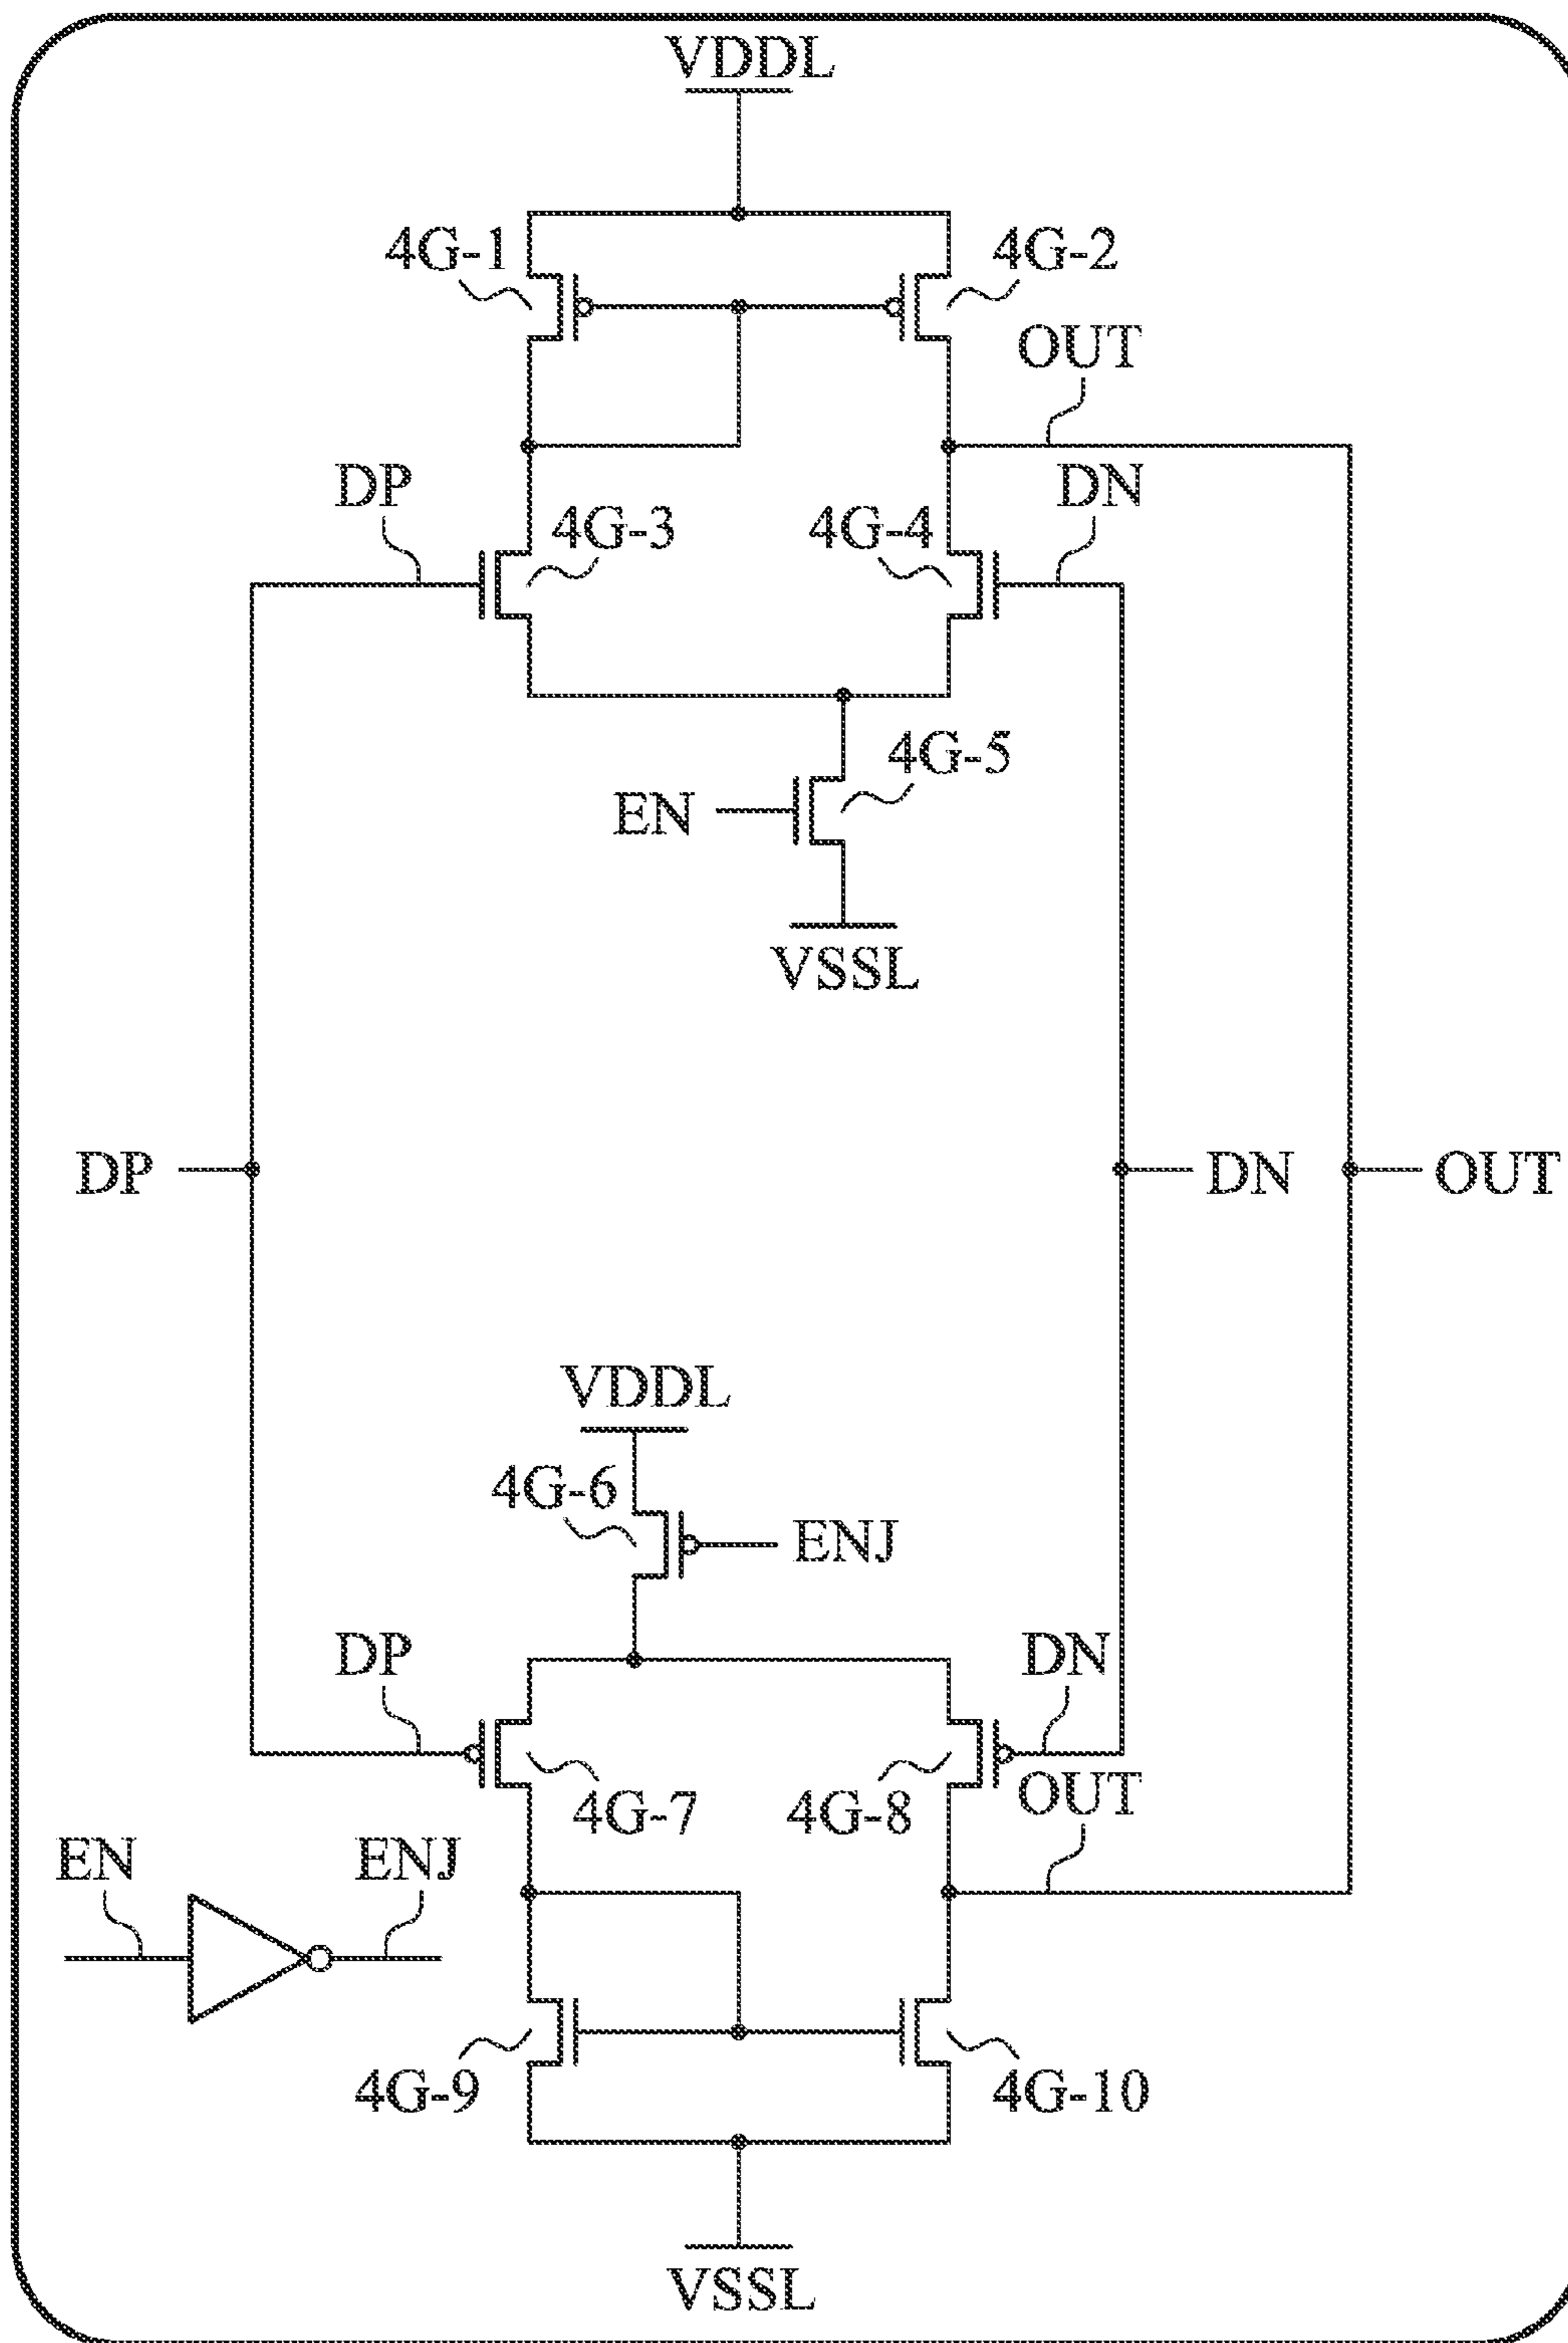 VDDL
4G-1
4G-2
OUT
DP
DN
4G-3
4G-4
4G-5
EN
VSSL
DP
DN
OUT
VDDL
4G-6
ENJ
DP
DN
4G-7
4G-8
OUT
EN
ENJ
4G-9
4G-10
VSSL